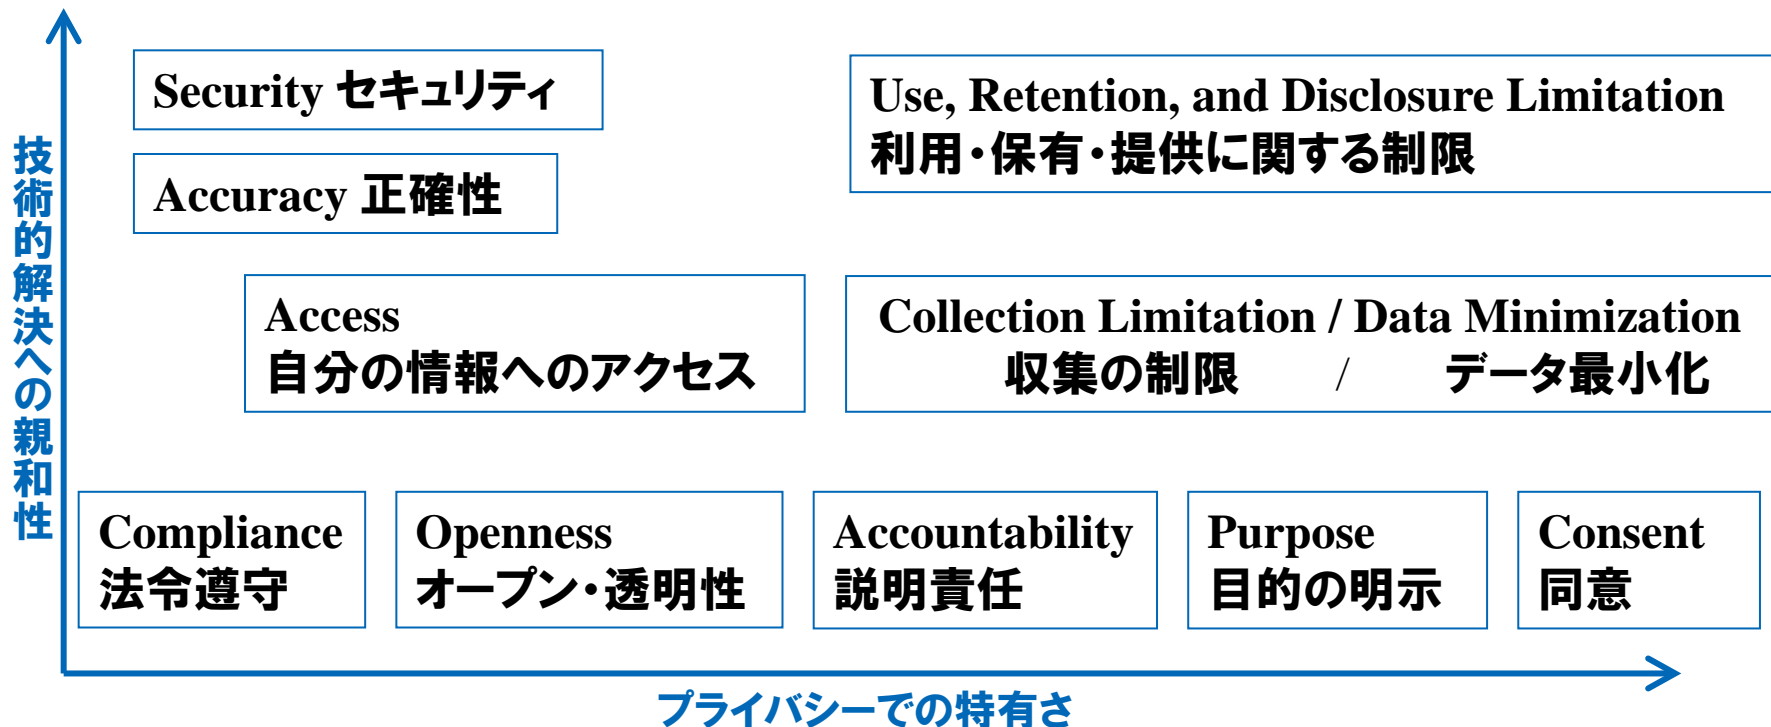 技術的解決への親和性
Security セキュリティ
Use, Retention, and Disclosure Limitation
利用・保有・提供に関する制限
Accuracy 正確性
Access
自分の情報へのアクセス
Collection Limitation / Data Minimization
収集の制限 / データ最小化
Compliance
法令遵守
Openness
オープン・透明性
Accountability
説明責任
Purpose
目的の明示
Consent
同意
プライバシーでの特有さ